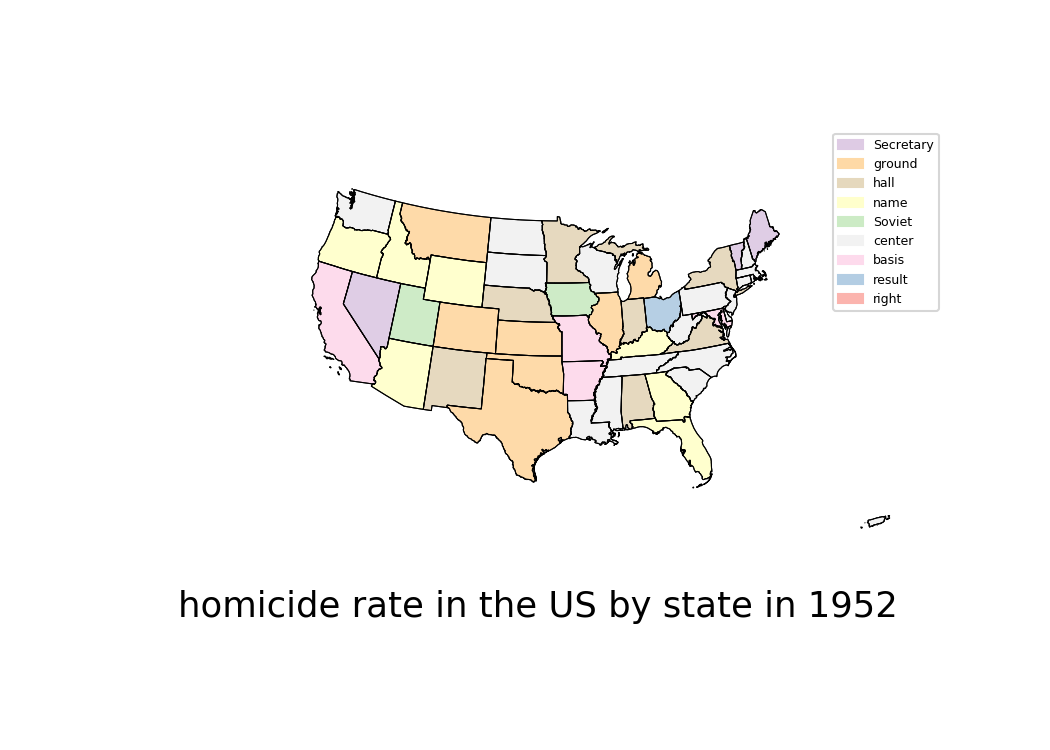 Secretary
ground
hall
name
Soviet
center
basis
result
right
homicide rate in the US by state in 1952